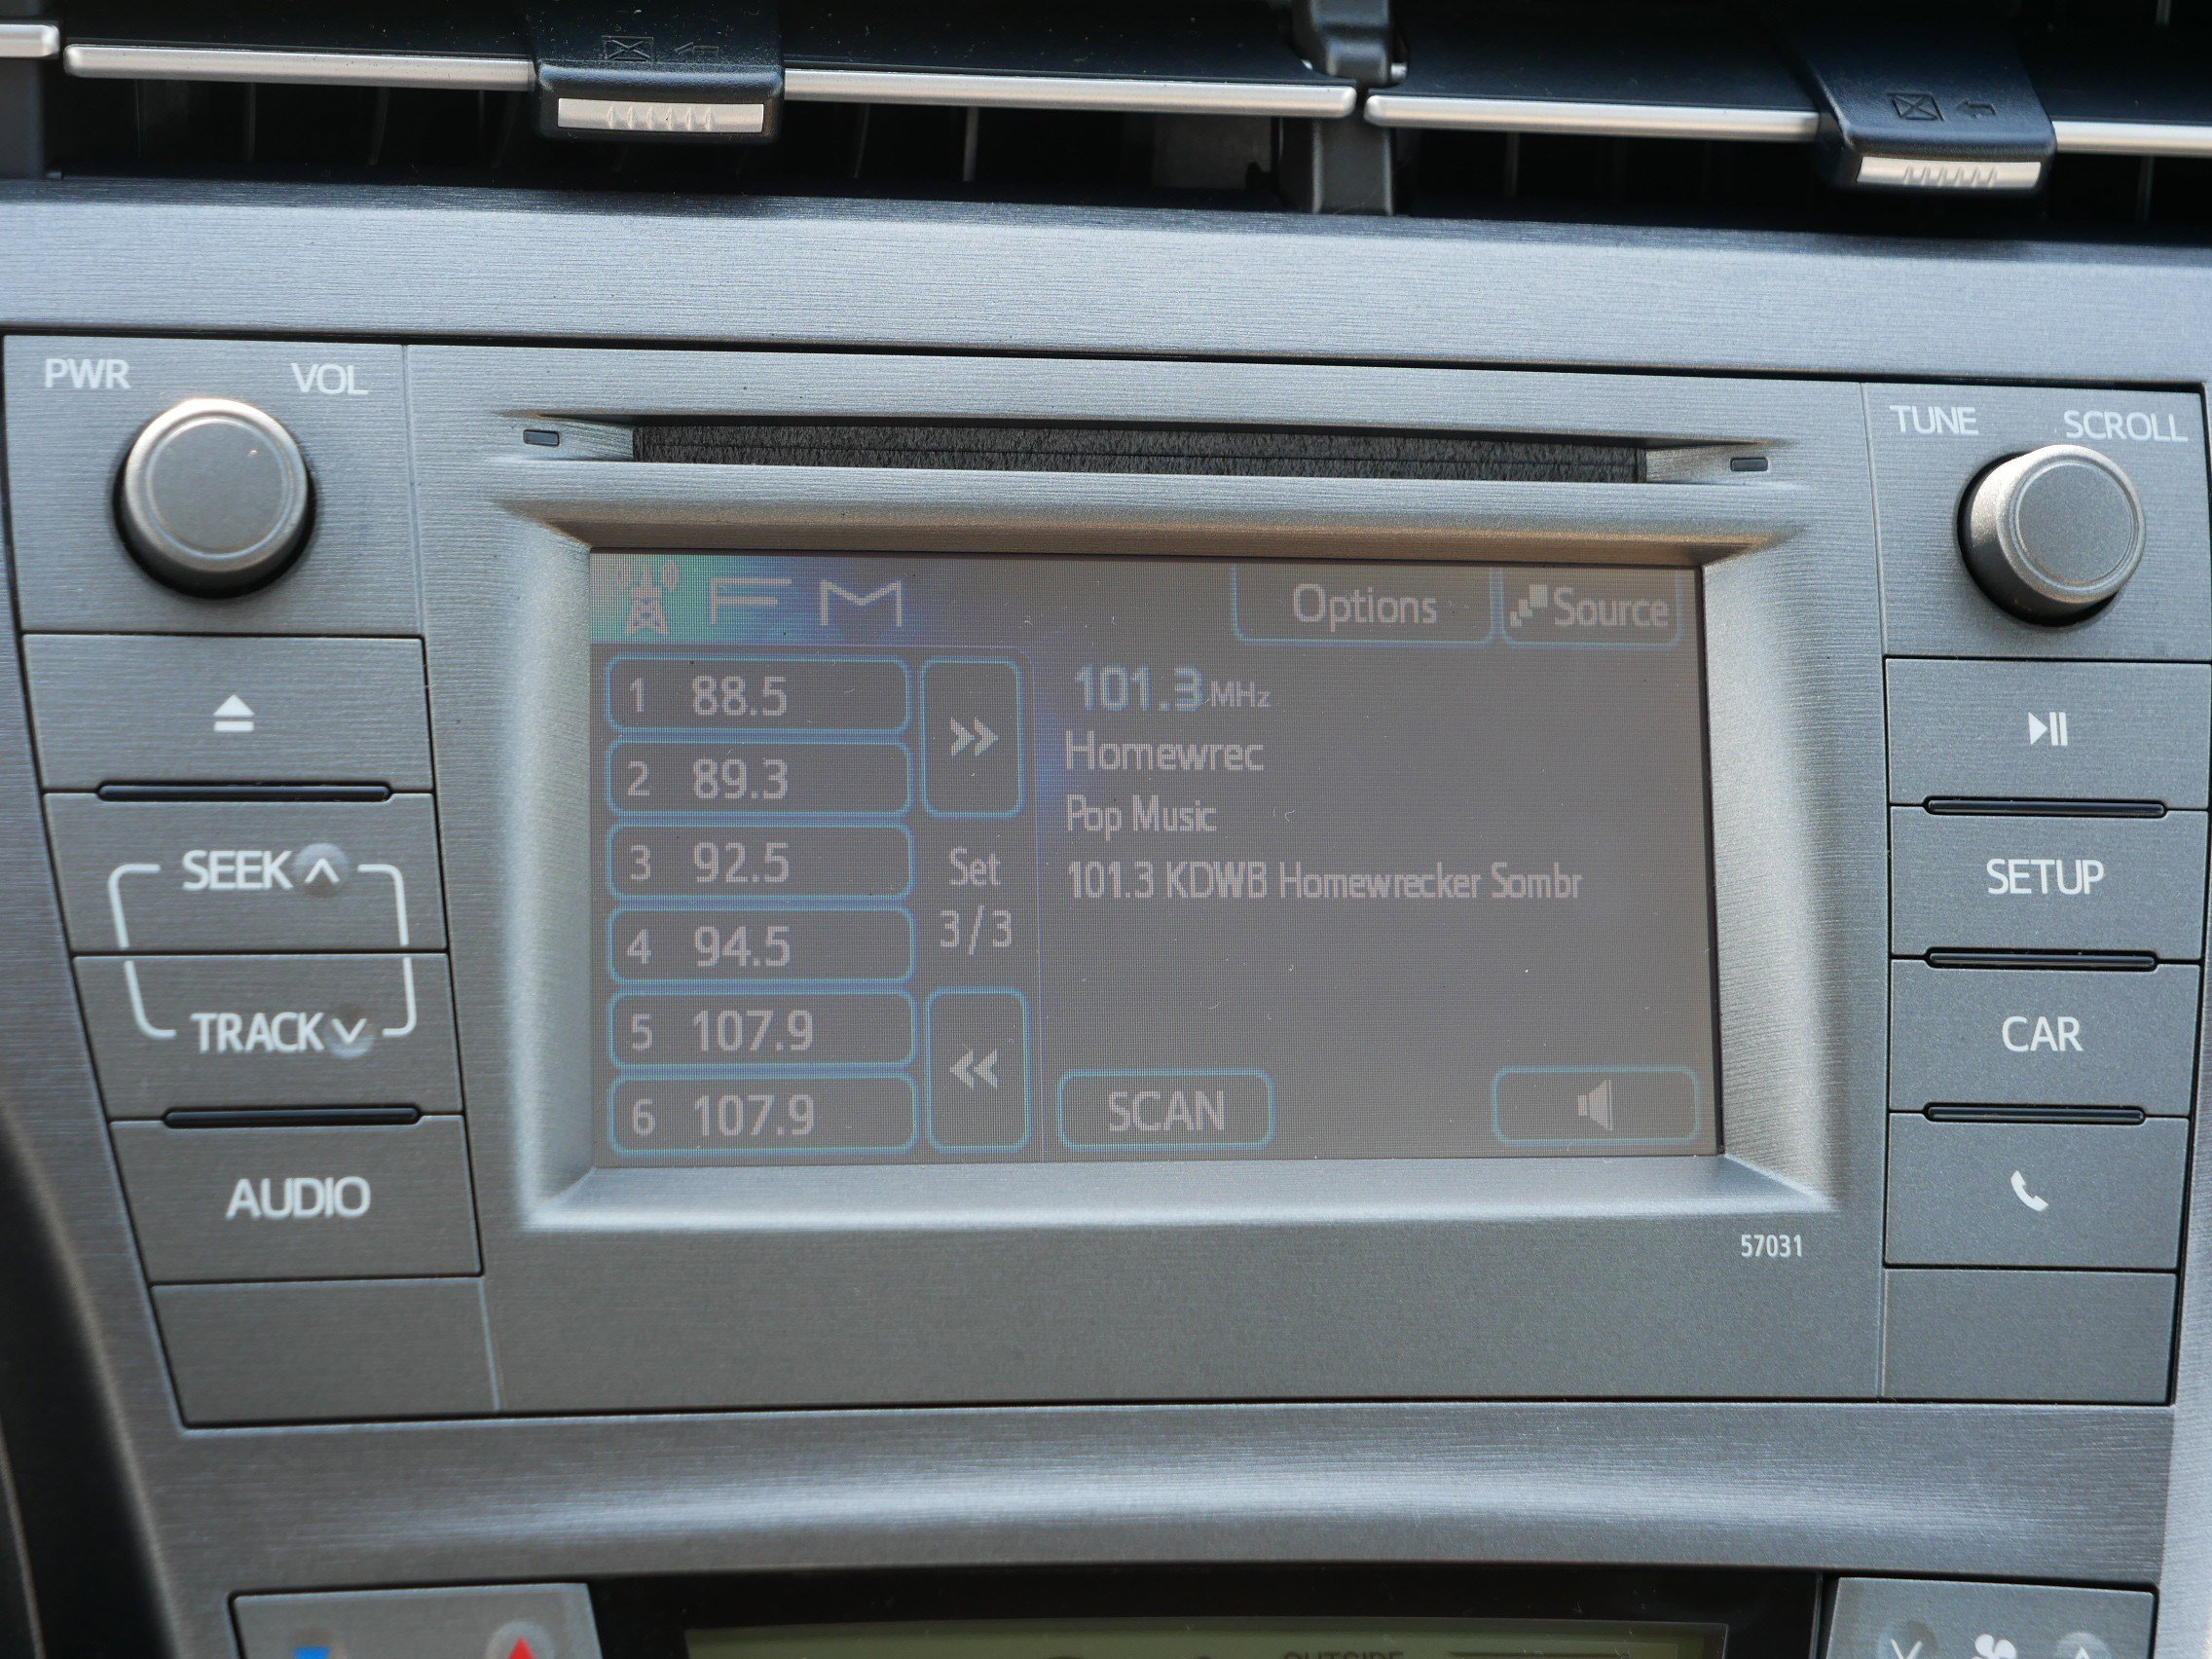 PWR VOL
TUNE SCROLL
FM
Options
Source
1 88.5
2 89.3
3 92.5
4 94.5
5 107.9
6 107.9
Set
3/3
101.3 MHz
Homewrec
Pop Music
101.3 KDWB Homewrecker Sombr
SCAN
SEEK
TRACK
AUDIO
SETUP
CAR
57031
OUTSIDE